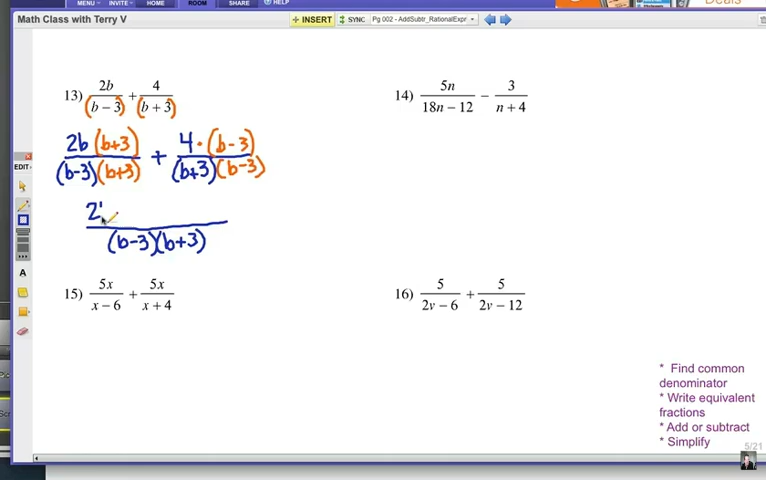 MENU INVITE HOME ROOM SHARE HELP
Math Class with Terry V
INSERT SYNC Pg 002 - AddSubtr_RationalExpr
13) 2b/(b − 3) + 4/(b + 3)
14) 5n/(18n − 12) − 3/(n + 4)
2b(b+3)/(b-3)(b+3) + 4·(b-3)/(b+3)(b-3)
EDIT
2
(b-3)(b+3)
A
15) 5x/(x − 6) + 5x/(x + 4)
16) 5/(2v − 6) + 5/(2v − 12)
* Find common
denominator
* Write equivalent
fractions
* Add or subtract
* Simplify
5/21